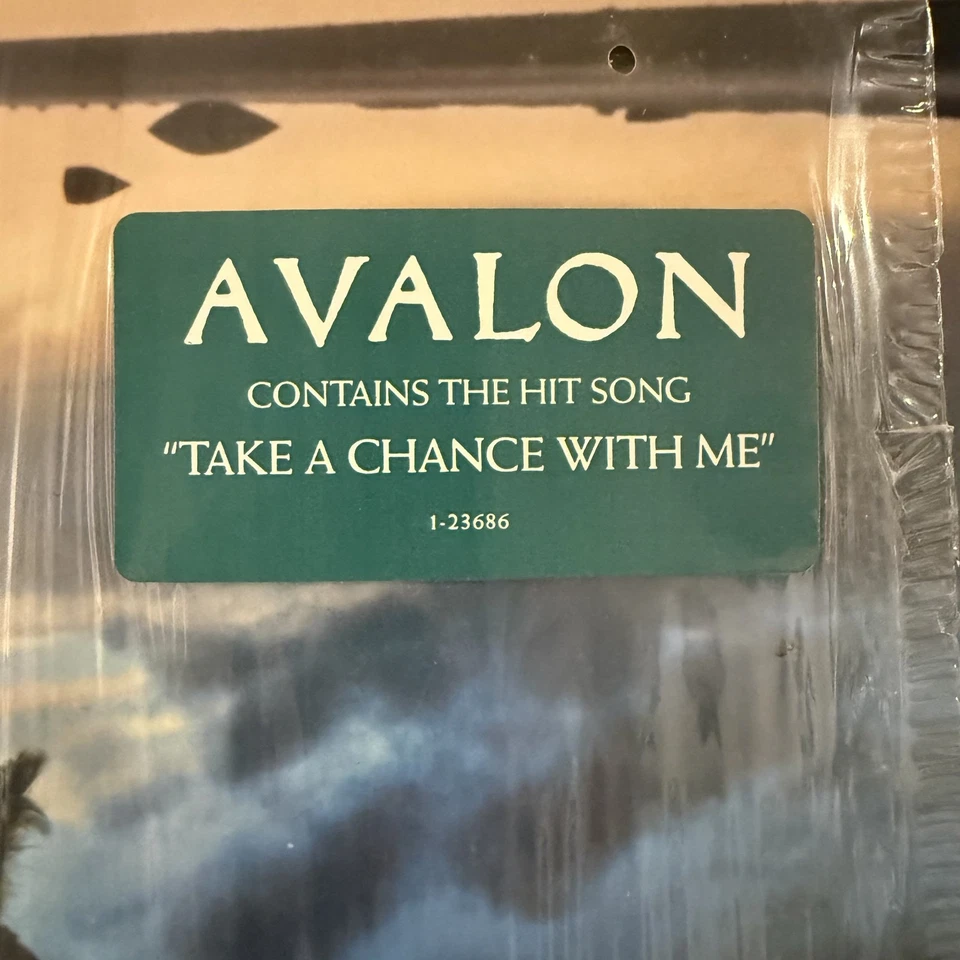 AVALON
CONTAINS THE HIT SONG
"TAKE A CHANCE WITH ME"
1-23686